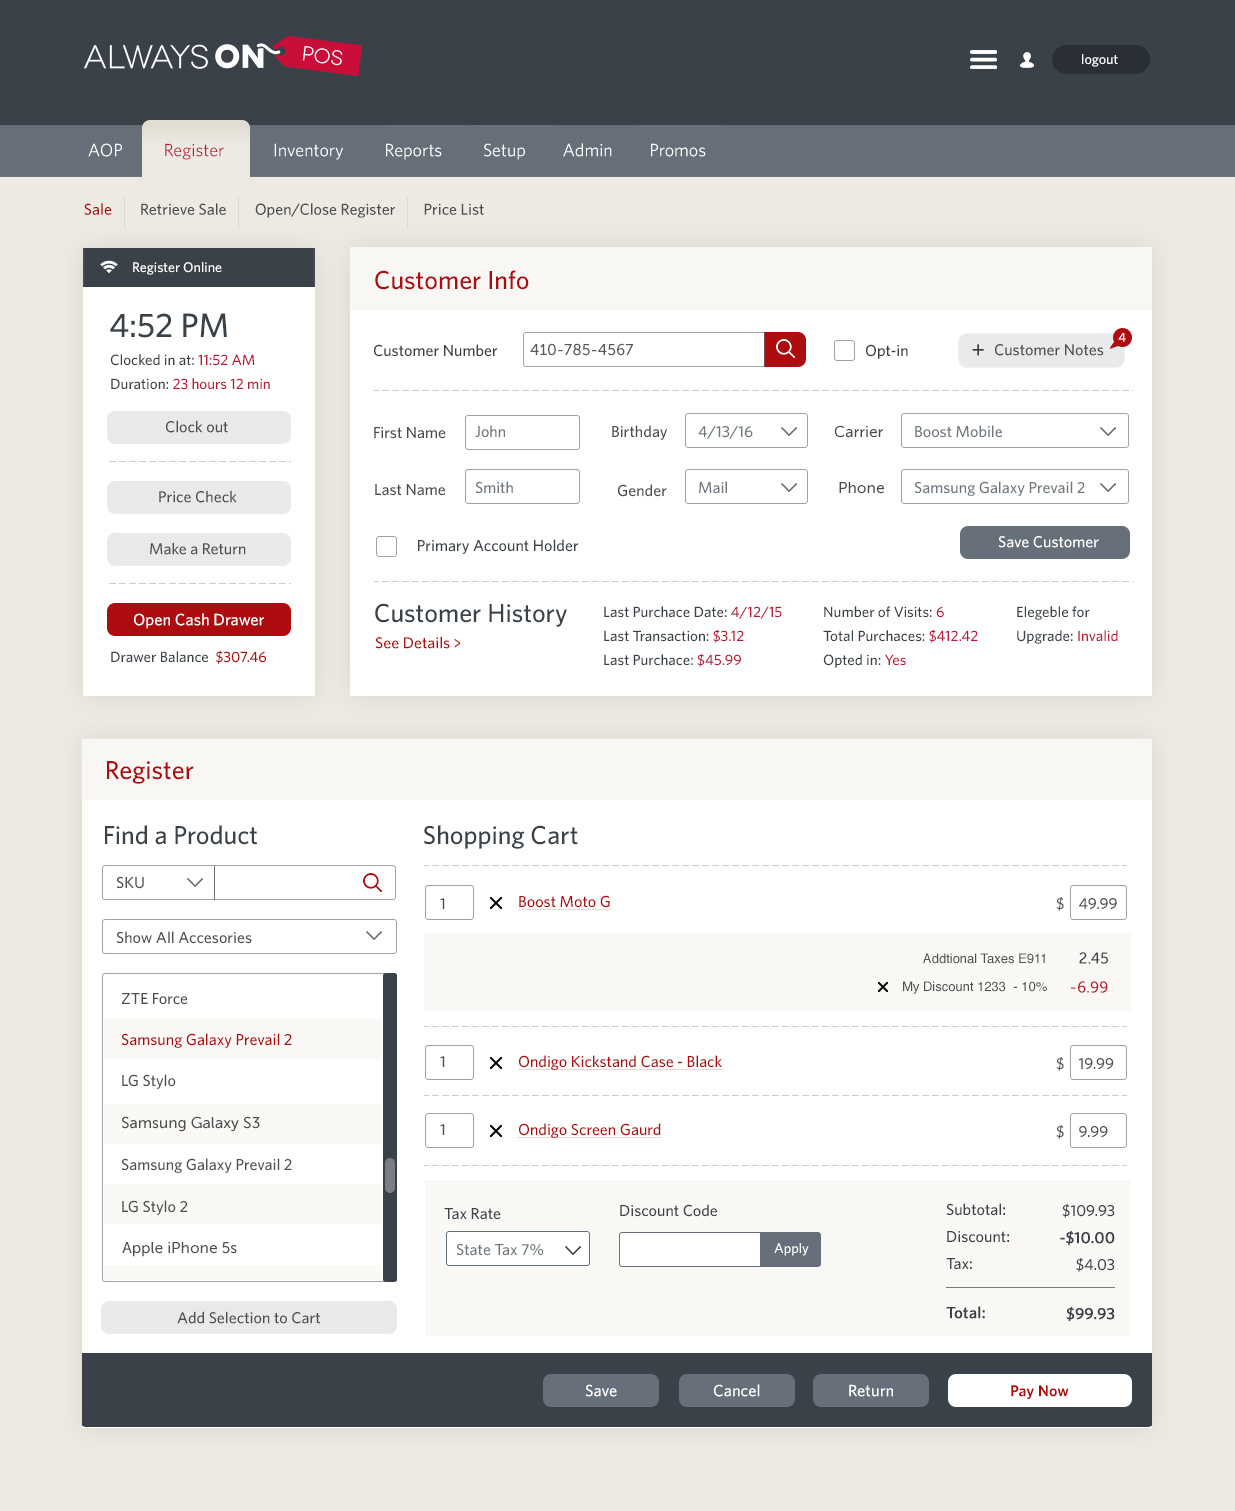 ALWAYS ON POS
logout
AOP
Register
Inventory
Reports
Setup
Admin
Promos
Sale
Retrieve Sale
Open/Close Register
Price List
Register Online
4:52 PM
Clocked in at: 11:52 AM
Duration: 23 hours 12 min
Clock out
Price Check
Make a Return
Open Cash Drawer
Drawer Balance $307.46
Customer Info
Customer Number
410-785-4567
Opt-in
+ Customer Notes
4
First Name
John
Birthday
4/13/16
Carrier
Boost Mobile
Last Name
Smith
Gender
Mail
Phone
Samsung Galaxy Prevail 2
Primary Account Holder
Save Customer
Customer History
See Details >
Last Purchace Date: 4/12/15
Last Transaction: $3.12
Last Purchace: $45.99
Number of Visits: 6
Total Purchaces: $412.42
Opted in: Yes
Elegeble for
Upgrade: Invalid
Register
Find a Product
SKU
Show All Accesories
ZTE Force
Samsung Galaxy Prevail 2
LG Stylo
Samsung Galaxy S3
Samsung Galaxy Prevail 2
LG Stylo 2
Apple iPhone 5s
Add Selection to Cart
Shopping Cart
1
Boost Moto G
$ 49.99
Addtional Taxes E911 2.45
My Discount 1233 - 10% -6.99
1
Ondigo Kickstand Case - Black
$ 19.99
1
Ondigo Screen Gaurd
$ 9.99
Tax Rate
State Tax 7%
Discount Code
Apply
Subtotal: $109.93
Discount: -$10.00
Tax: $4.03
Total: $99.93
Save
Cancel
Return
Pay Now